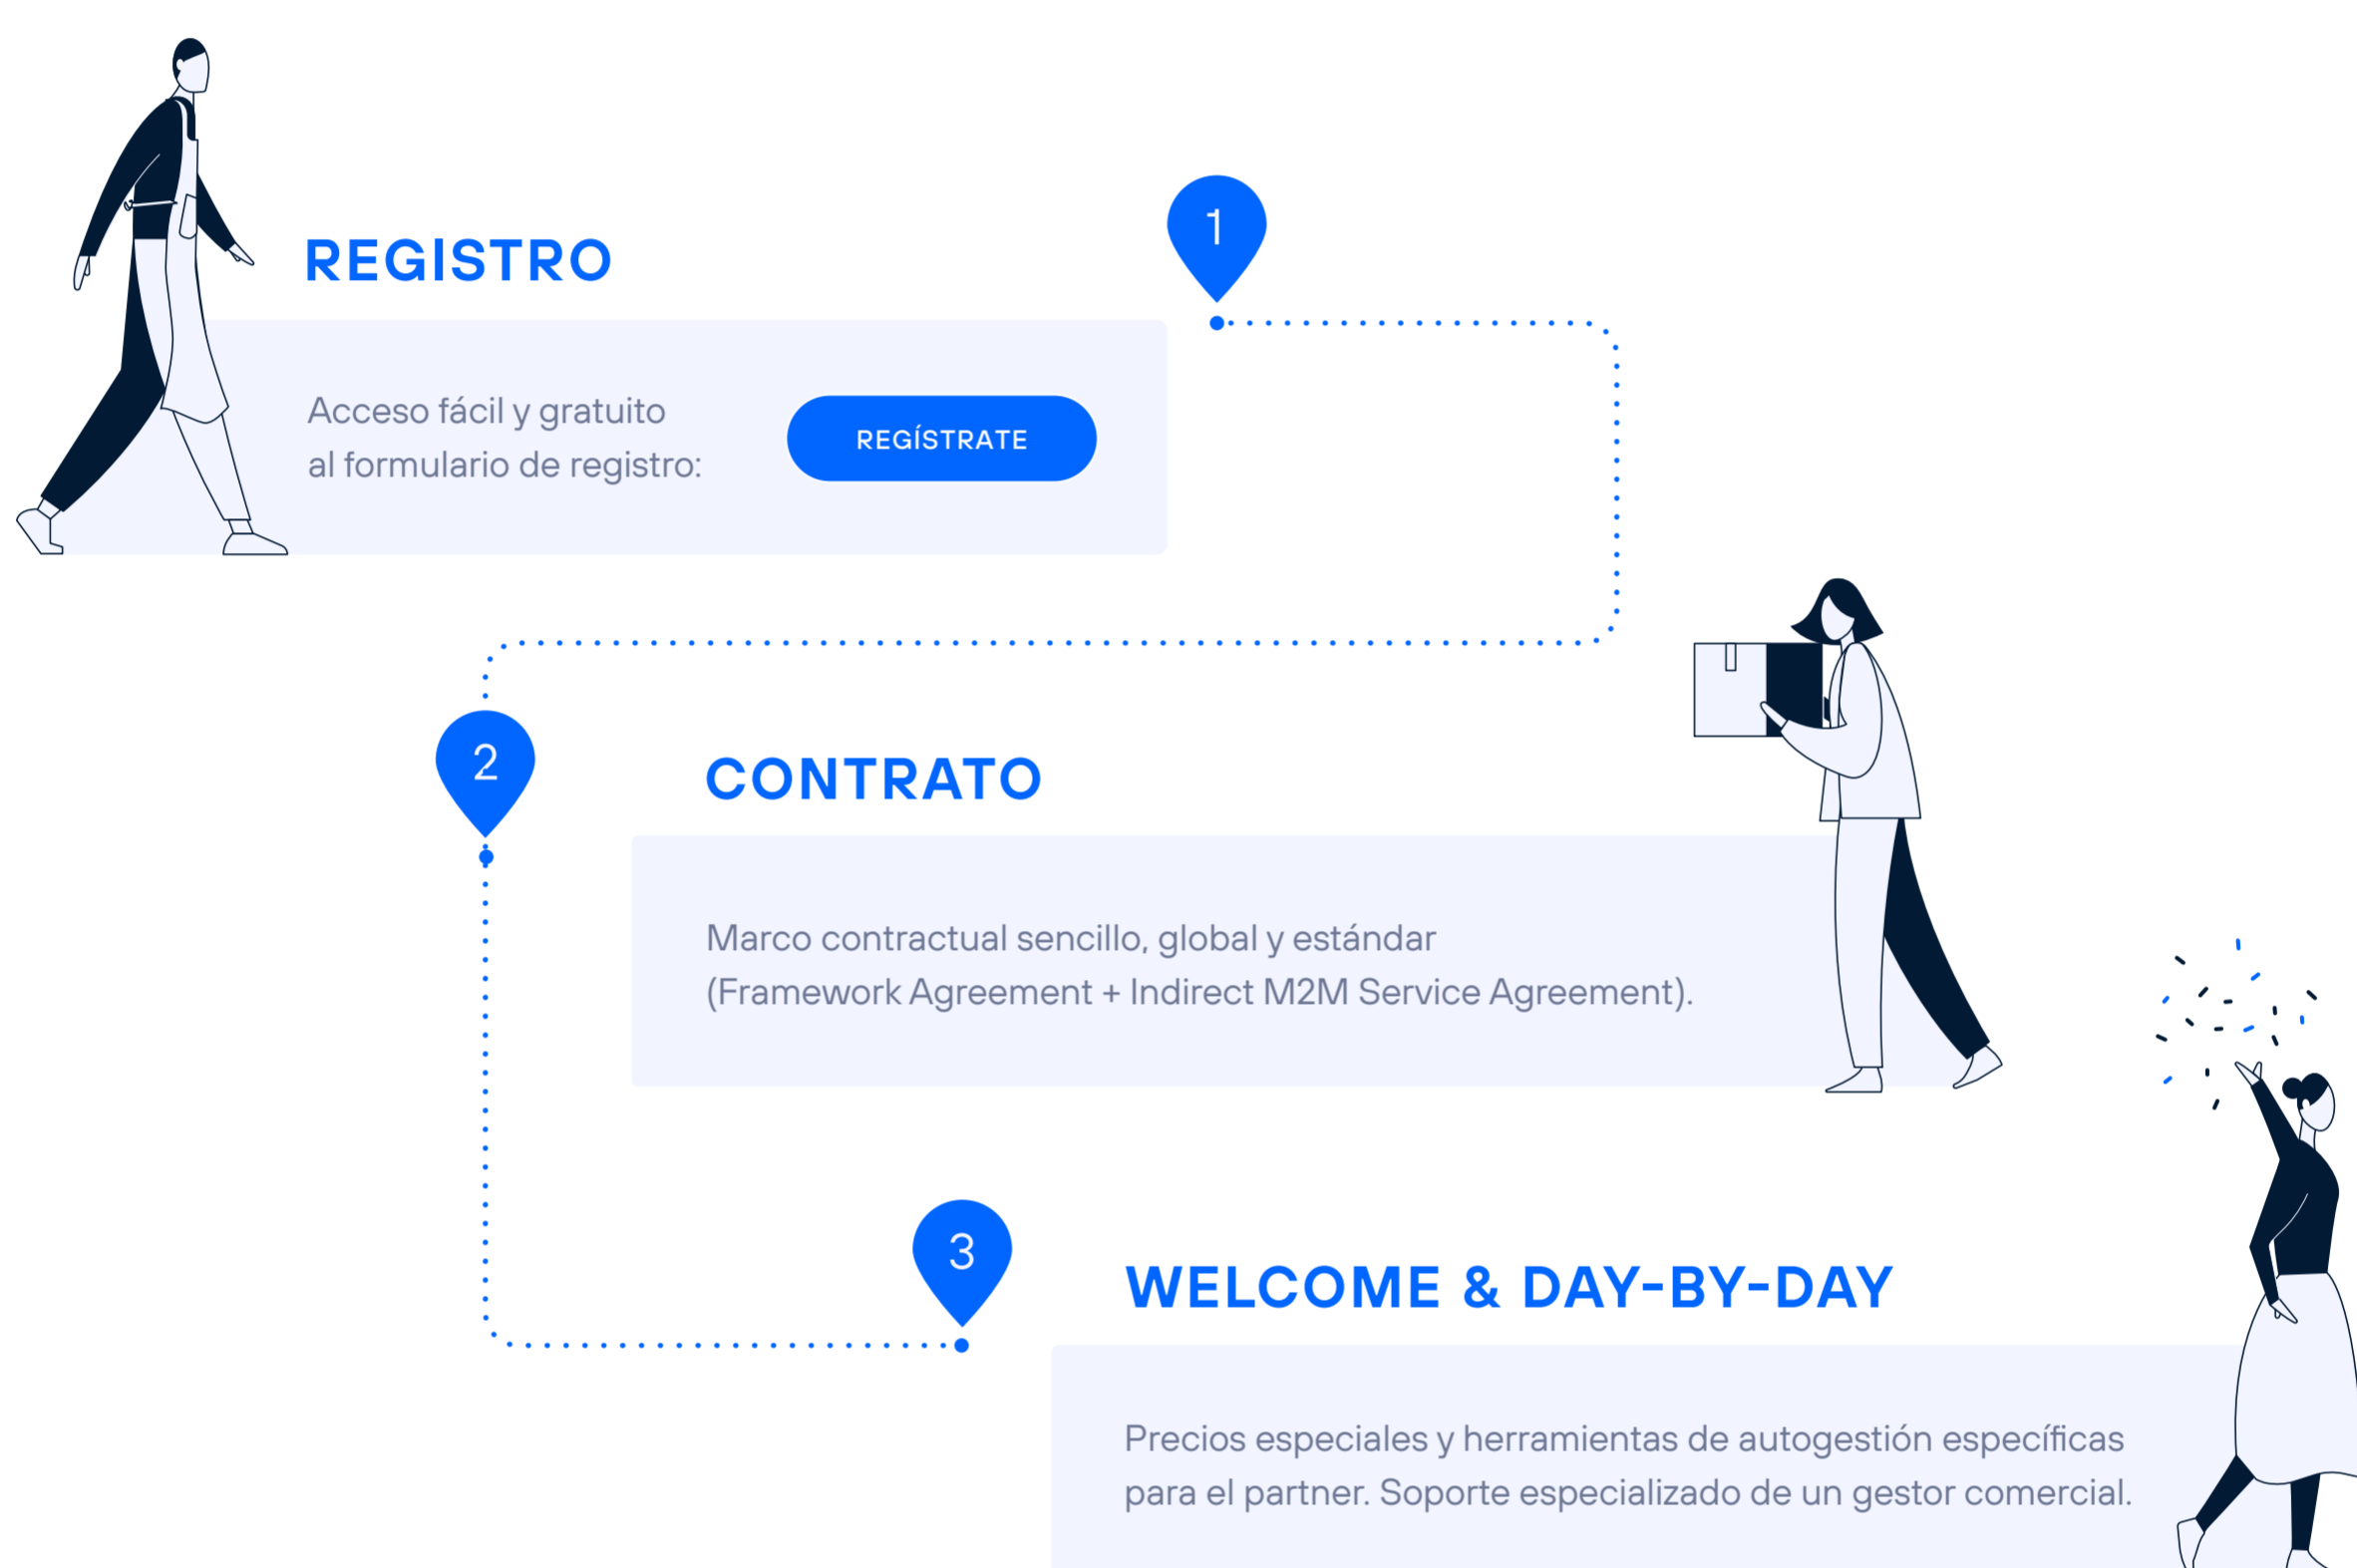 1
REGISTRO
Acceso fácil y gratuito
al formulario de registro:
REGÍSTRATE
2
CONTRATO
Marco contractual sencillo, global y estándar
(Framework Agreement + Indirect M2M Service Agreement).
3
WELCOME & DAY-BY-DAY
Precios especiales y herramientas de autogestión específicas
para el partner. Soporte especializado de un gestor comercial.